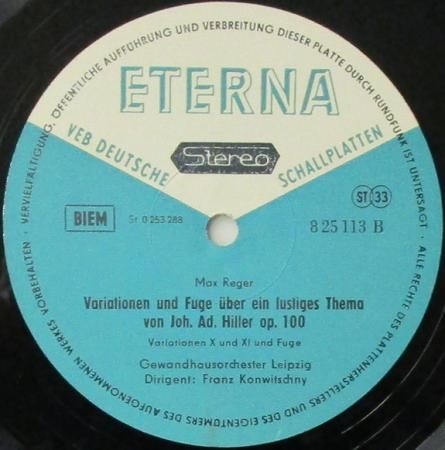 VERVIELFÄLTIGUNG, ÖFFENTLICHE AUFFÜHRUNG UND VERBREITUNG DIESER PLATTE DURCH RUNDFUNK IST UNTERSAGT · ALLE RECHTE DES PLATTENHERSTELLERS UND DES EIGENTÜMERS DES AUFGENOMMENEN WERKES VORBEHALTEN ·
ETERNA
VEB DEUTSCHE SCHALLPLATTEN
Stereo
BIEM
Sr 0 253 288
ST 33
8 25 113 B
Max Reger
Variationen und Fuge über ein lustiges Thema
von Joh. Ad. Hiller op. 100
Variationen X und XI und Fuge
Gewandhausorchester Leipzig
Dirigent: Franz Konwitschny